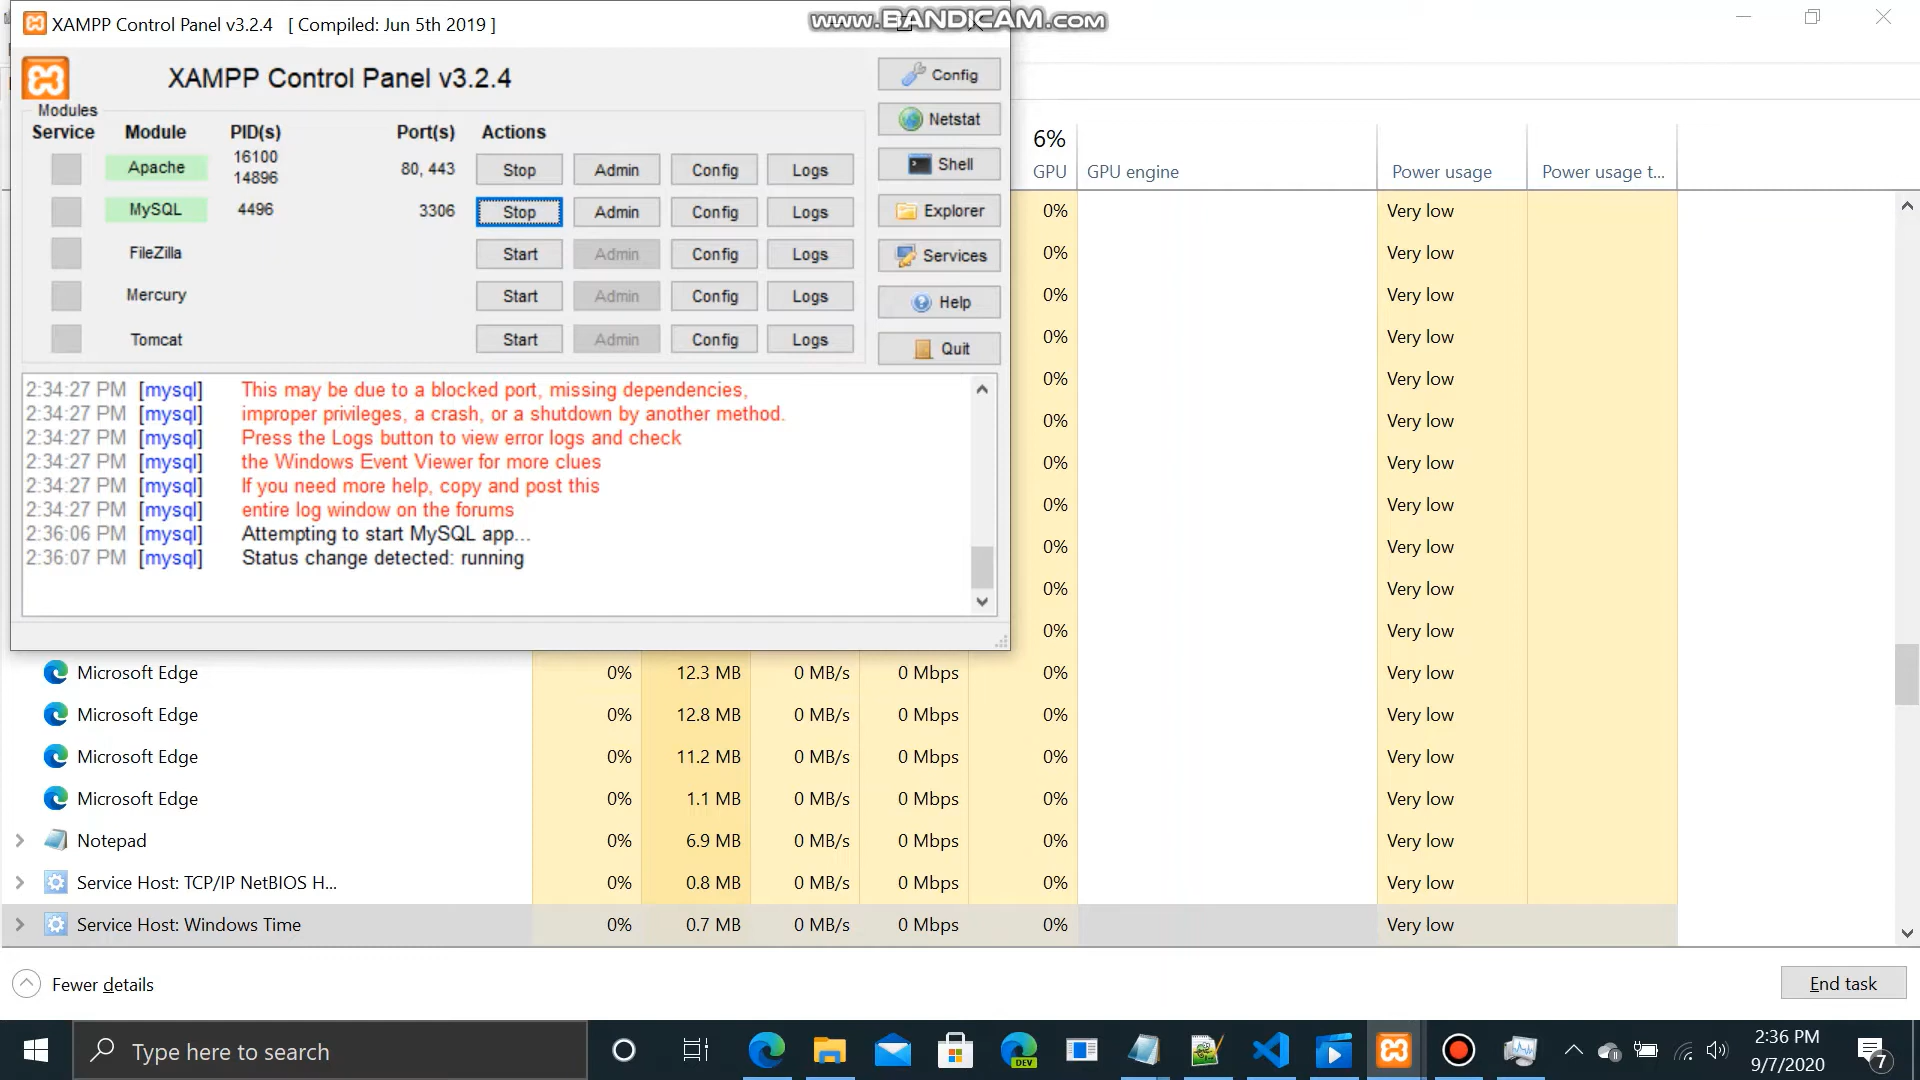 XAMPP Control Panel v3.2.4 [ Compiled: Jun 5th 2019 ]
www.BANDICAM.com
XAMPP Control Panel v3.2.4
Config
Netstat
Shell
Explorer
Services
Help
Quit
Modules
Service Module PID(s) Port(s) Actions
Apache 16100 14896 80, 443 Stop Admin Config Logs
MySQL 4496 3306 Stop Admin Config Logs
FileZilla Start Admin Config Logs
Mercury Start Admin Config Logs
Tomcat Start Admin Config Logs
2:34:27 PM [mysql] This may be due to a blocked port, missing dependencies,
2:34:27 PM [mysql] improper privileges, a crash, or a shutdown by another method.
2:34:27 PM [mysql] Press the Logs button to view error logs and check
2:34:27 PM [mysql] the Windows Event Viewer for more clues
2:34:27 PM [mysql] If you need more help, copy and post this
2:34:27 PM [mysql] entire log window on the forums
2:36:06 PM [mysql] Attempting to start MySQL app...
2:36:07 PM [mysql] Status change detected: running
6%
GPU GPU engine Power usage Power usage t...
0% Very low
0% Very low
0% Very low
0% Very low
0% Very low
0% Very low
0% Very low
0% Very low
0% Very low
0% Very low
0% Very low
Microsoft Edge 0% 12.3 MB 0 MB/s 0 Mbps 0% Very low
Microsoft Edge 0% 12.8 MB 0 MB/s 0 Mbps 0% Very low
Microsoft Edge 0% 11.2 MB 0 MB/s 0 Mbps 0% Very low
Microsoft Edge 0% 1.1 MB 0 MB/s 0 Mbps 0% Very low
Notepad 0% 6.9 MB 0 MB/s 0 Mbps 0% Very low
Service Host: TCP/IP NetBIOS H... 0% 0.8 MB 0 MB/s 0 Mbps 0% Very low
Service Host: Windows Time 0% 0.7 MB 0 MB/s 0 Mbps 0% Very low
Fewer details
End task
Type here to search
DEV
2:36 PM
9/7/2020
7